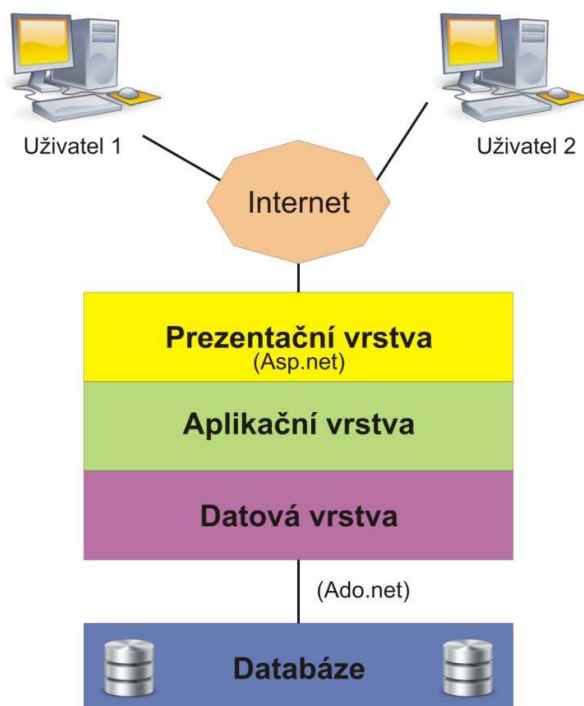 Uživatel 1
Uživatel 2
Internet
Prezentační vrstva
(Asp.net)
Aplikační vrstva
Datová vrstva
(Ado.net)
Databáze